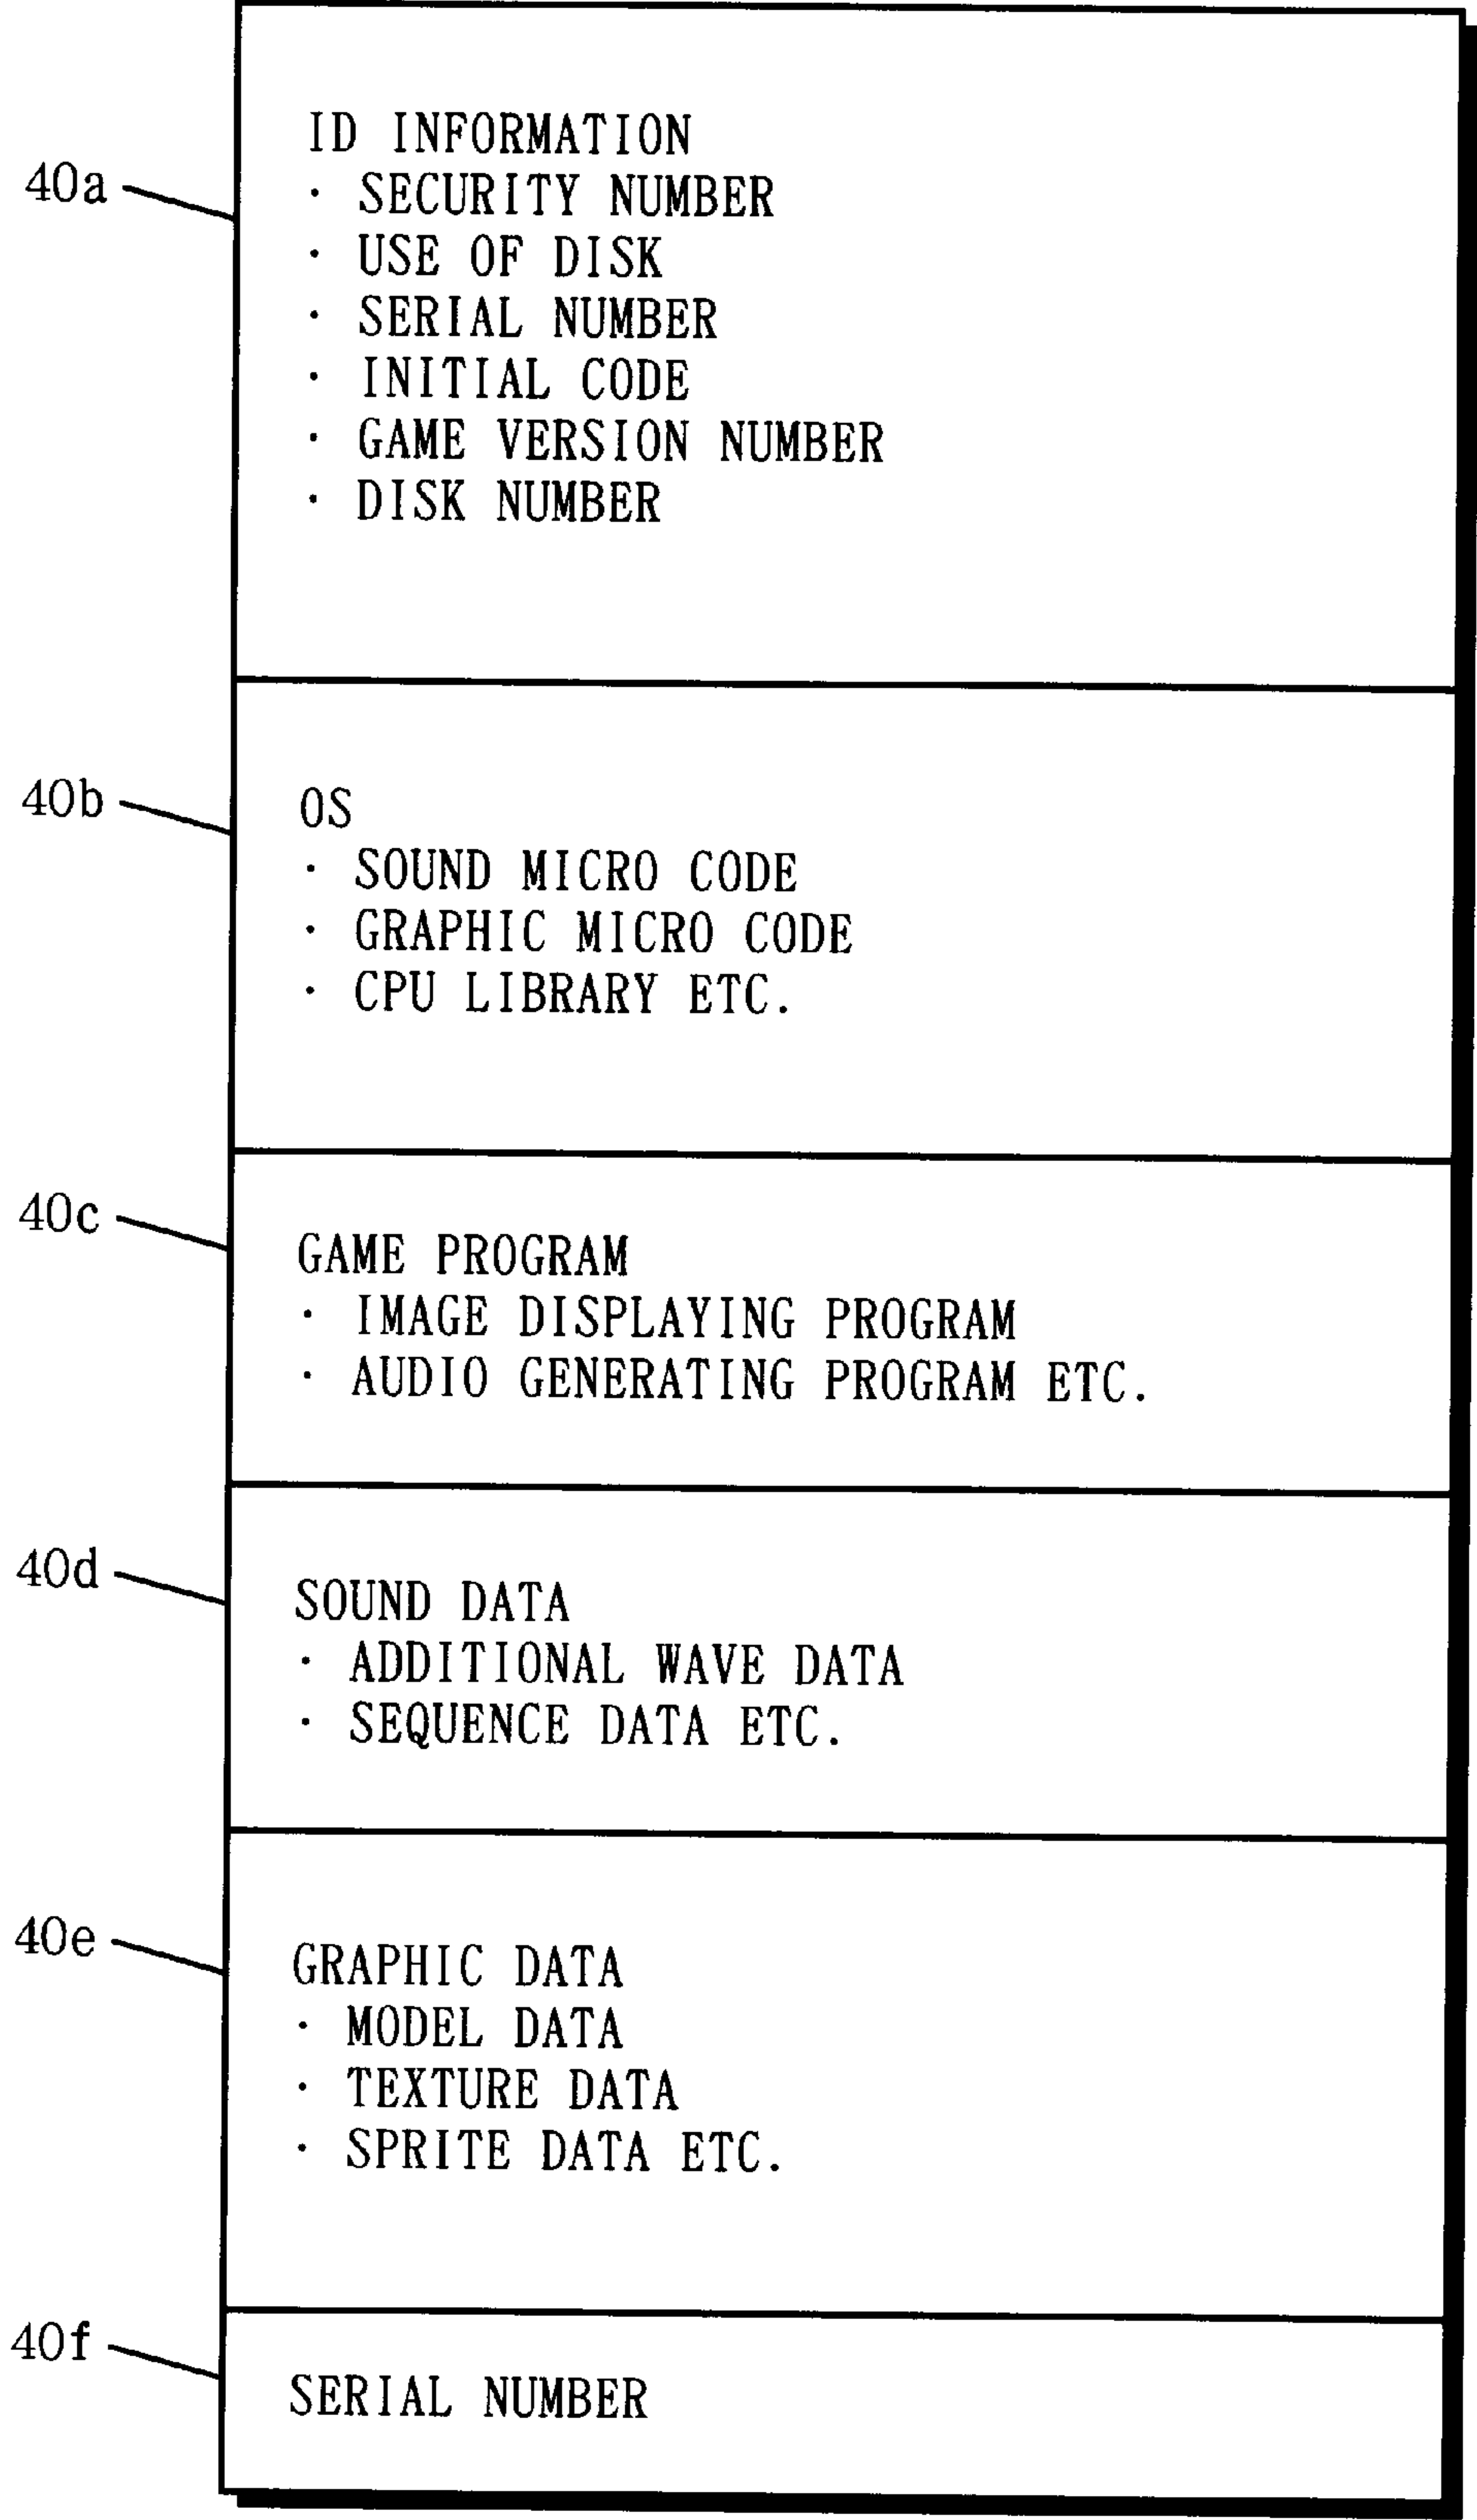 40a
ID INFORMATION
· SECURITY NUMBER
· USE OF DISK
· SERIAL NUMBER
· INITIAL CODE
· GAME VERSION NUMBER
· DISK NUMBER
40b
OS
· SOUND MICRO CODE
· GRAPHIC MICRO CODE
· CPU LIBRARY ETC.
40c
GAME PROGRAM
· IMAGE DISPLAYING PROGRAM
· AUDIO GENERATING PROGRAM ETC.
40d
SOUND DATA
· ADDITIONAL WAVE DATA
· SEQUENCE DATA ETC.
40e
GRAPHIC DATA
· MODEL DATA
· TEXTURE DATA
· SPRITE DATA ETC.
40f
SERIAL NUMBER